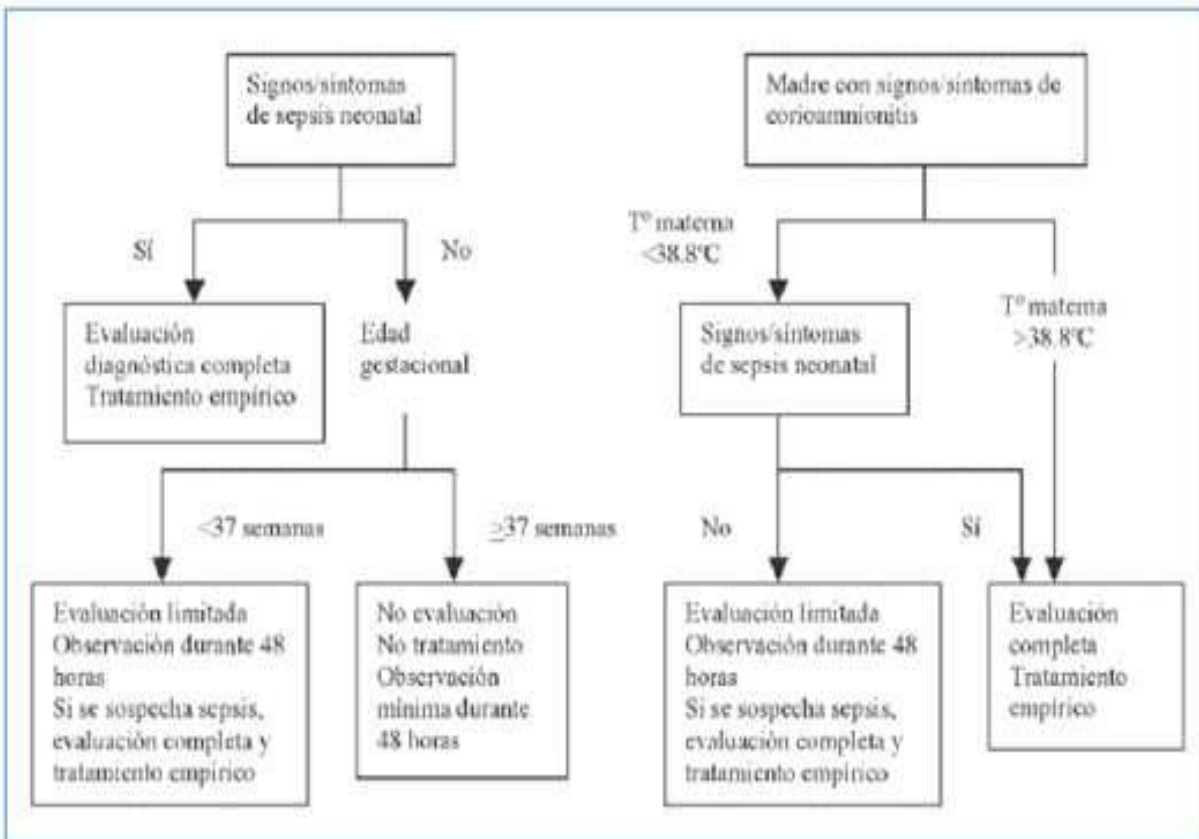 Signos/síntomas
de sepsis neonatal
Sí
No
Evaluación
diagnóstica completa
Tratamiento empírico
Edad
gestacional
<37 semanas
≥37 semanas
Evaluación limitada
Observación durante 48
horas
Si se sospecha sepsis,
evaluación completa y
tratamiento empírico
No evaluación
No tratamiento
Observación
mínima durante
48 horas
Madre con signos/síntomas de
corioamnionitis
Tº materna
<38.8ºC
Tº materna
>38.8ºC
Signos/síntomas
de sepsis neonatal
No
Sí
Evaluación limitada
Observación durante 48
horas
Si se sospecha sepsis,
evaluación completa y
tratamiento empírico
Evaluación
completa
Tratamiento
empírico